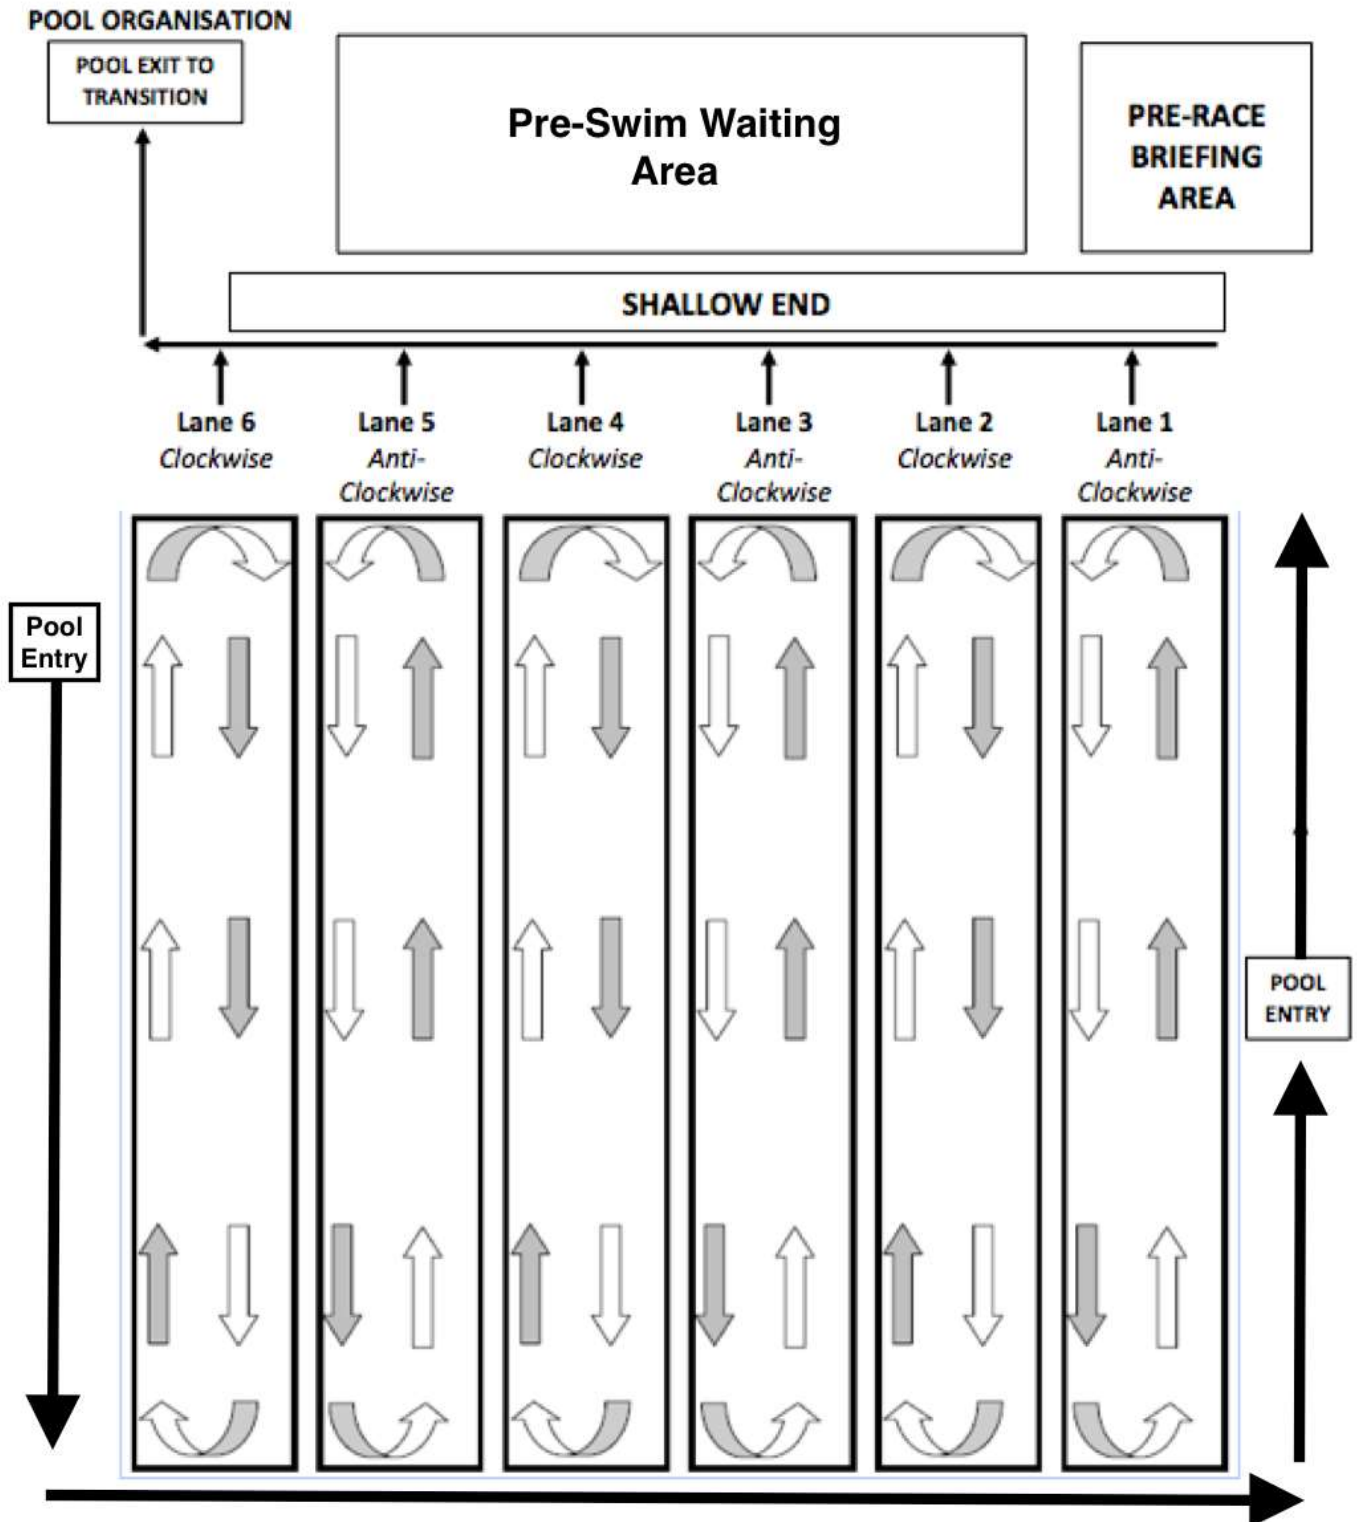 POOL ORGANISATION
POOL EXIT TO
TRANSITION
Pre-Swim Waiting
Area
PRE-RACE
BRIEFING
AREA
SHALLOW END
Lane 6
Clockwise
Lane 5
Anti-
Clockwise
Lane 4
Clockwise
Lane 3
Anti-
Clockwise
Lane 2
Clockwise
Lane 1
Anti-
Clockwise
Pool
Entry
POOL
ENTRY